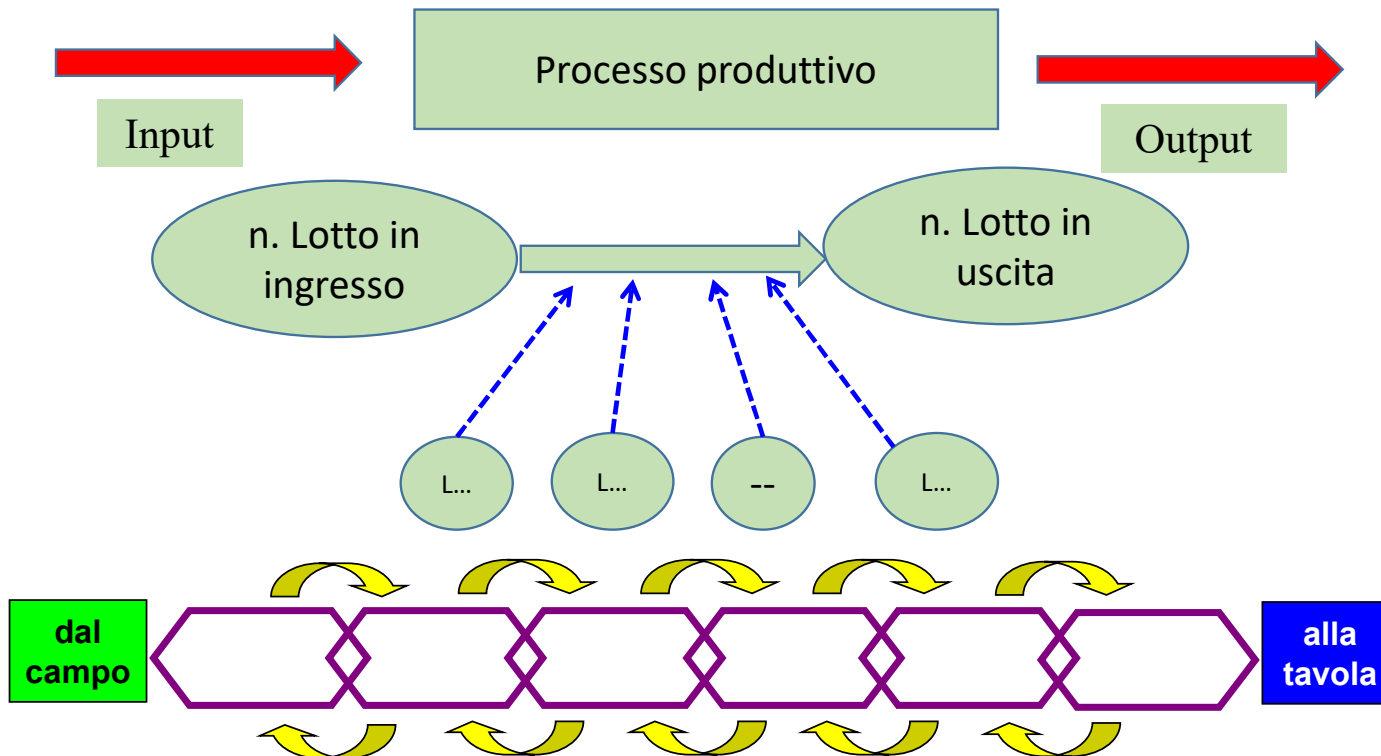 Processo produttivo
Input
Output
n. Lotto in
ingresso
n. Lotto in
uscita
L...
L...
--
L...
dal
campo
alla
tavola